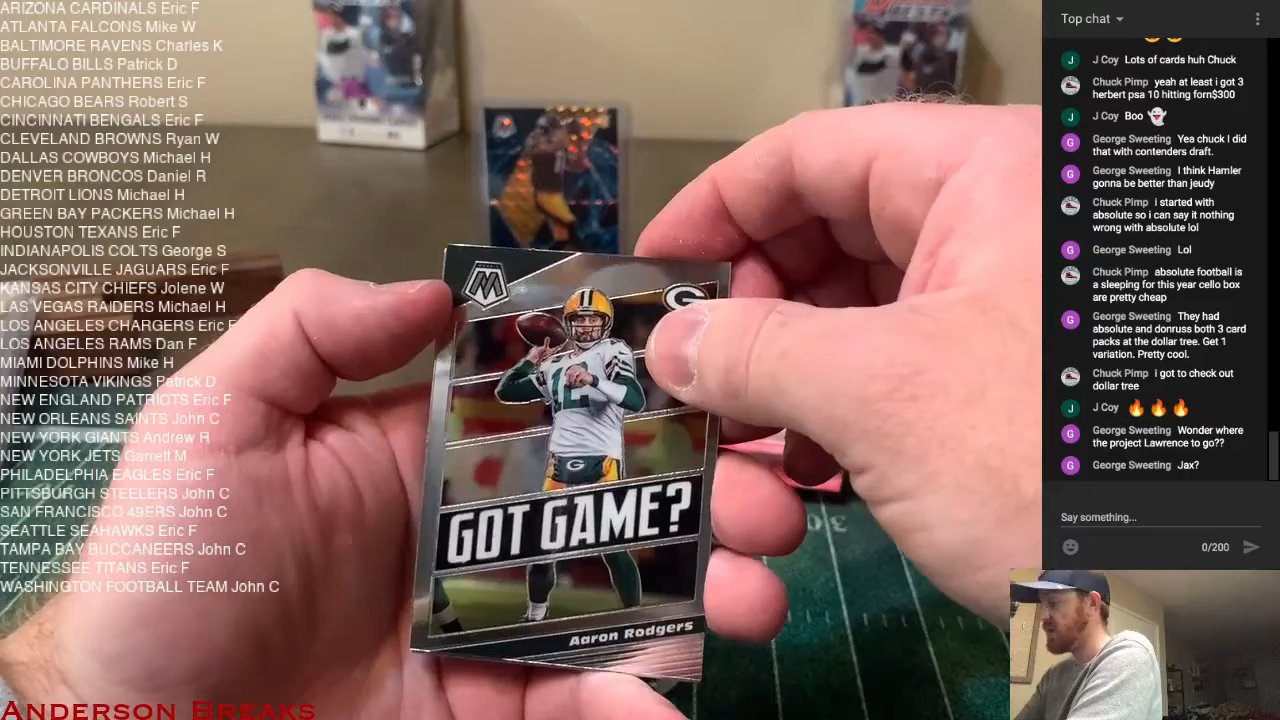 ARIZONA CARDINALS Eric F
ATLANTA FALCONS Mike W
BALTIMORE RAVENS Charles K
BUFFALO BILLS Patrick D
CAROLINA PANTHERS Eric F
CHICAGO BEARS Robert S
CINCINNATI BENGALS Eric F
CLEVELAND BROWNS Ryan W
DALLAS COWBOYS Michael H
DENVER BRONCOS Daniel R
DETROIT LIONS Michael H
GREEN BAY PACKERS Michael H
HOUSTON TEXANS Eric F
INDIANAPOLIS COLTS George S
JACKSONVILLE JAGUARS Eric F
KANSAS CITY CHIEFS Jolene W
LAS VEGAS RAIDERS Michael H
LOS ANGELES CHARGERS Eric F
LOS ANGELES RAMS Dan F
MIAMI DOLPHINS Mike H
MINNESOTA VIKINGS Patrick D
NEW ENGLAND PATRIOTS Eric F
NEW ORLEANS SAINTS John C
NEW YORK GIANTS Andrew R
NEW YORK JETS Garrett M
PHILADELPHIA EAGLES Eric F
PITTSBURGH STEELERS John C
SAN FRANCISCO 49ERS John C
SEATTLE SEAHAWKS Eric F
TAMPA BAY BUCCANEERS John C
TENNESSEE TITANS Eric F
WASHINGTON FOOTBALL TEAM John C
ANDERSON BREAKS
M
G
12
G
GOT GAME?
Aaron Rodgers
Top chat
J J Coy Lots of cards huh Chuck
Chuck Pimp yeah at least i got 3
herbert psa 10 hitting forn$300
J J Coy Boo 👻
G George Sweeting Yea chuck I did
that with contenders draft.
G George Sweeting I think Hamler
gonna be better than jeudy
Chuck Pimp i started with
absolute so i can say it nothing
wrong with absolute lol
G George Sweeting Lol
Chuck Pimp absolute football is
a sleeping for this year cello box
are pretty cheap
G George Sweeting They had
absolute and donruss both 3 card
packs at the dollar tree. Get 1
variation. Pretty cool.
Chuck Pimp i got to check out
dollar tree
J J Coy 🔥🔥🔥
G George Sweeting Wonder where
the project Lawrence to go??
G George Sweeting Jax?
Say something...
0/200